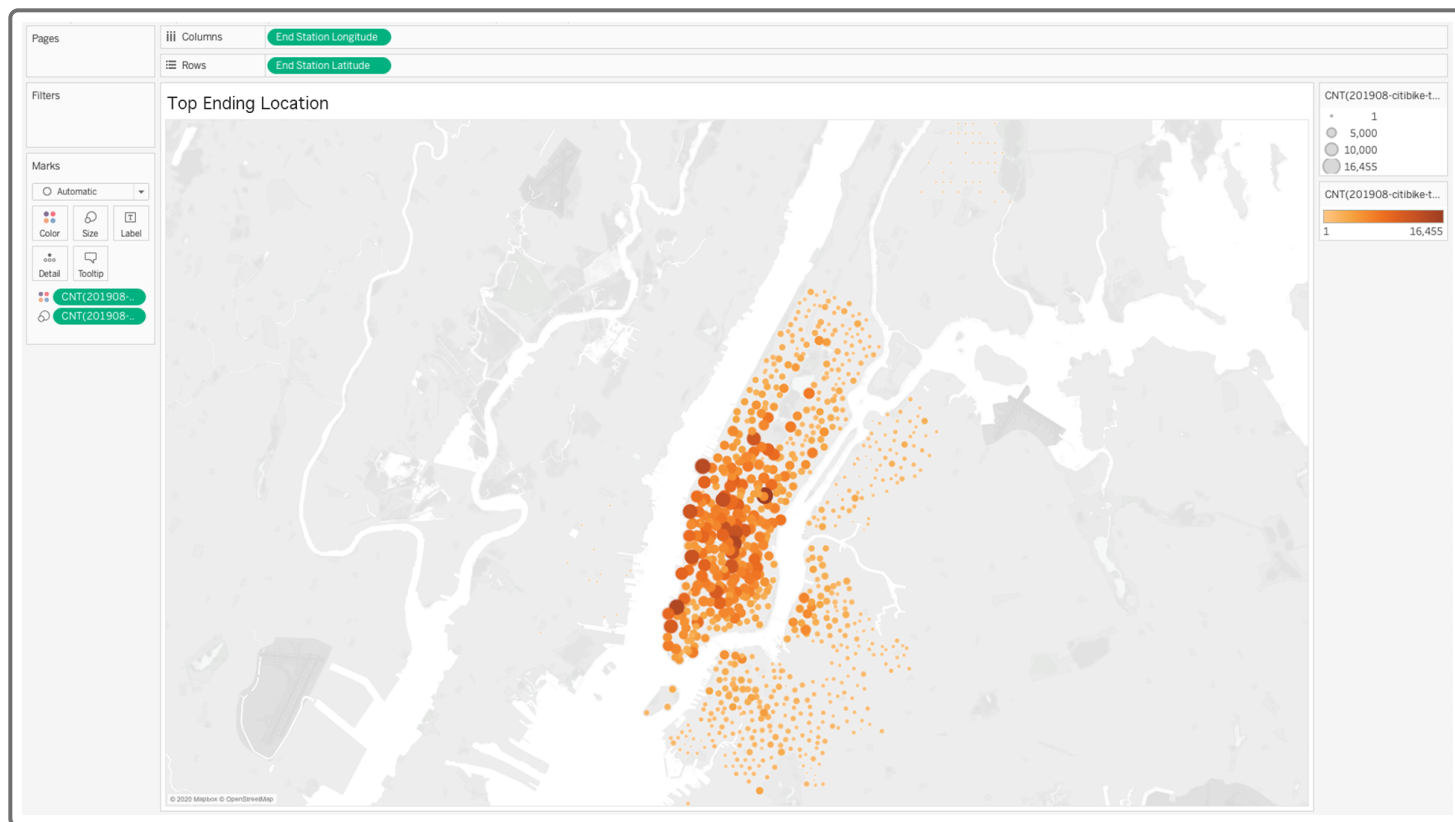 Pages
Columns
End Station Longitude
Rows
End Station Latitude
Filters
Marks
Automatic
Color
Size
T
Label
Detail
Tooltip
CNT(201908-..
CNT(201908-..
Top Ending Location
© 2020 Mapbox © OpenStreetMap
CNT(201908-citibike-t...
1
5,000
10,000
16,455
CNT(201908-citibike-t...
1 16,455